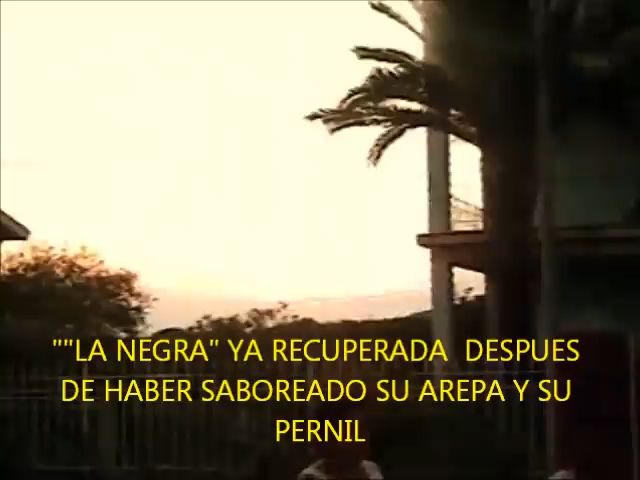 ""LA NEGRA" YA RECUPERADA  DESPUES
DE HABER SABOREADO SU AREPA Y SU
PERNIL